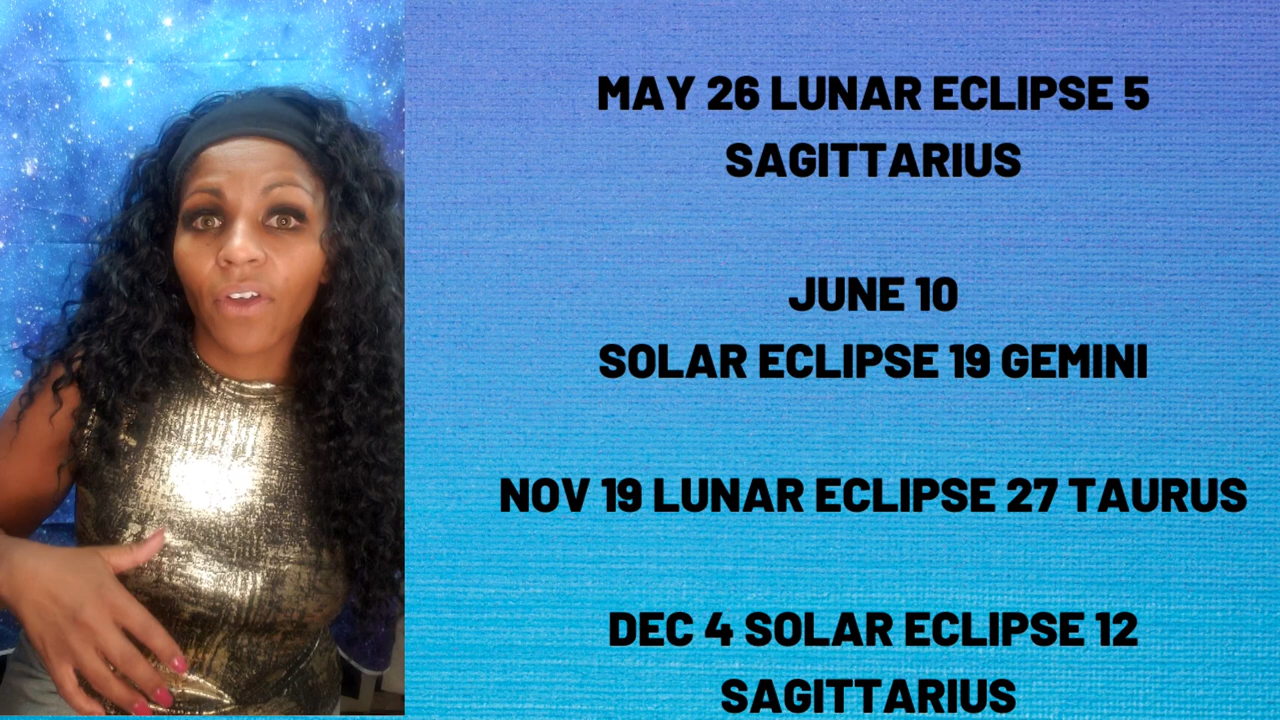 MAY 26 LUNAR ECLIPSE 5
SAGITTARIUS
JUNE 10
SOLAR ECLIPSE 19 GEMINI
NOV 19 LUNAR ECLIPSE 27 TAURUS
DEC 4 SOLAR ECLIPSE 12
SAGITTARIUS